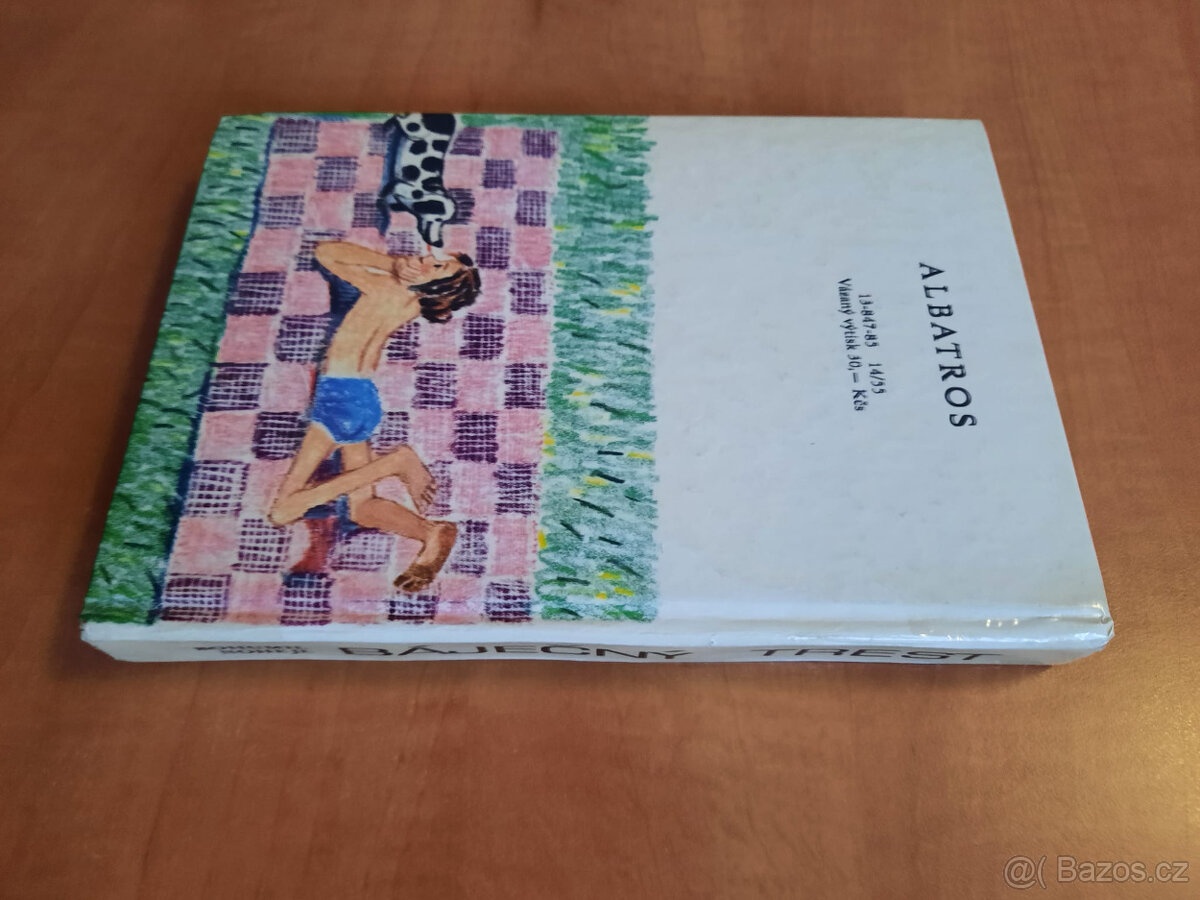 13-847-85 14/55
Vázaný výtisk 30,— Kčs
ALBATROS
BÁJEČNÝ TREST
@( Bazos.cz